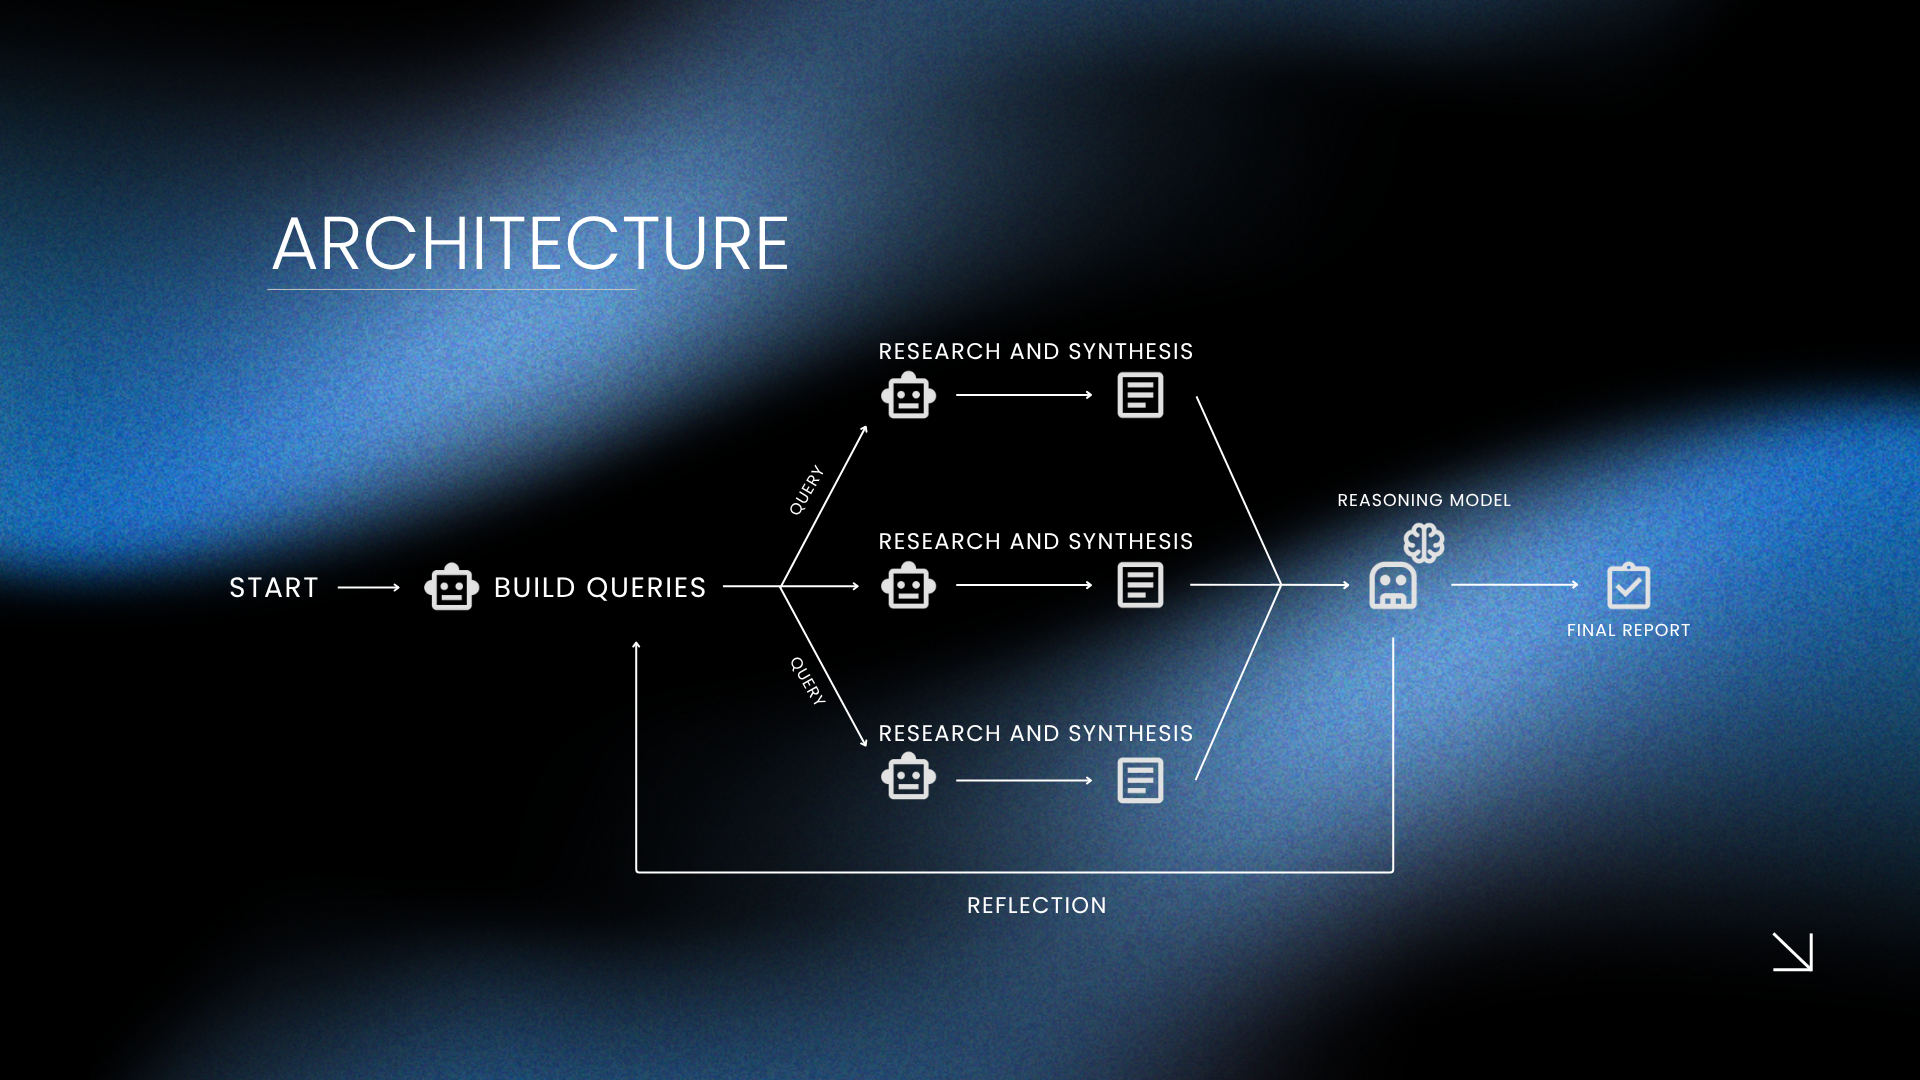 ARCHITECTURE
RESEARCH AND SYNTHESIS
QUERY
REASONING MODEL
RESEARCH AND SYNTHESIS
START
BUILD QUERIES
FINAL REPORT
QUERY
RESEARCH AND SYNTHESIS
REFLECTION